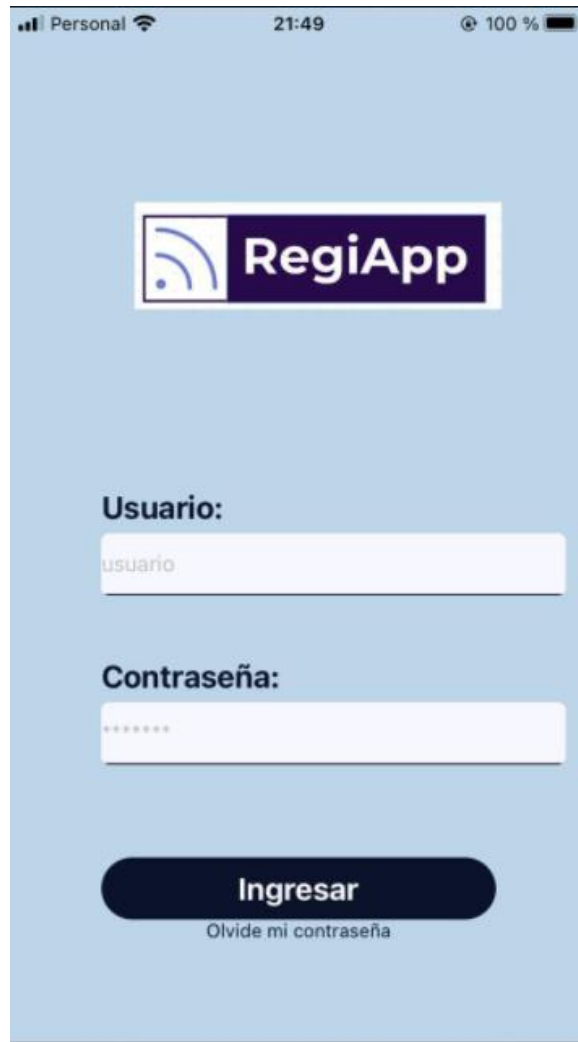 Personal 21:49 100 %
RegiApp
Usuario:
usuario
Contraseña:
*******
Ingresar
Olvide mi contraseña